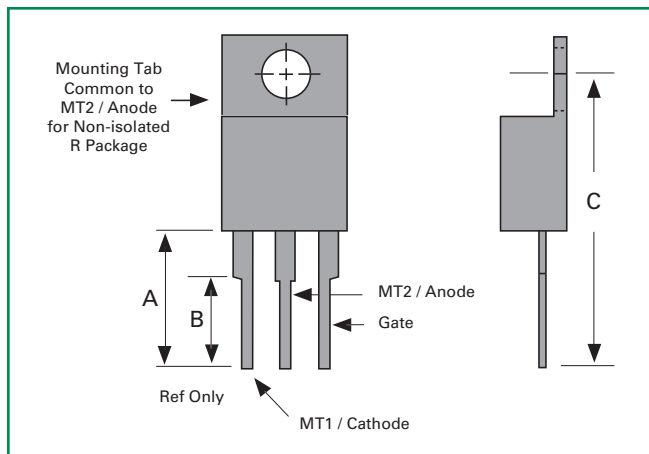 Mounting Tab
Common to
MT2 / Anode
for Non-isolated
R Package
A
B
C
MT2 / Anode
Gate
Ref Only
MT1 / Cathode